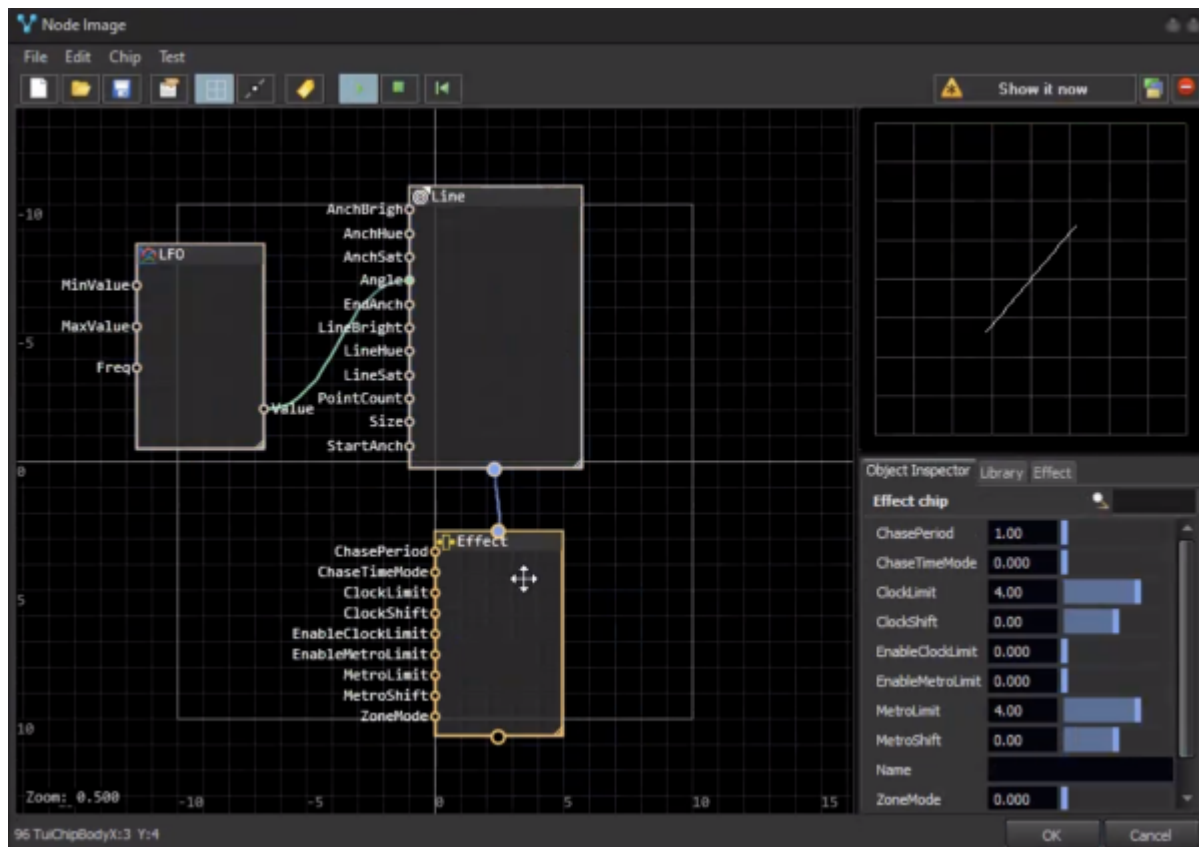 Node Image
File Edit Chip Test
Show it now
-10
-5
0
5
10
LFO
MinValue
MaxValue
Freq
Value
Line
AnchBrigh
AnchHue
AnchSat
Angle
EndAnch
LineBright
LineHue
LineSat
PointCount
Size
StartAnch
Effect
ChasePeriod
ChaseTimeMode
ClockLimit
ClockShift
EnableClockLimit
EnableMetroLimit
MetroLimit
MetroShift
ZoneMode
Zoom: 0.500
-10 -5 0 5 10 15
Object Inspector Library Effect
Effect chip
ChasePeriod 1.00
ChaseTimeMode 0.000
ClockLimit 4.00
ClockShift 0.00
EnableClockLimit 0.000
EnableMetroLimit 0.000
MetroLimit 4.00
MetroShift 0.00
Name
ZoneMode 0.000
96 TuiChipBodyX:3 Y:4
OK Cancel